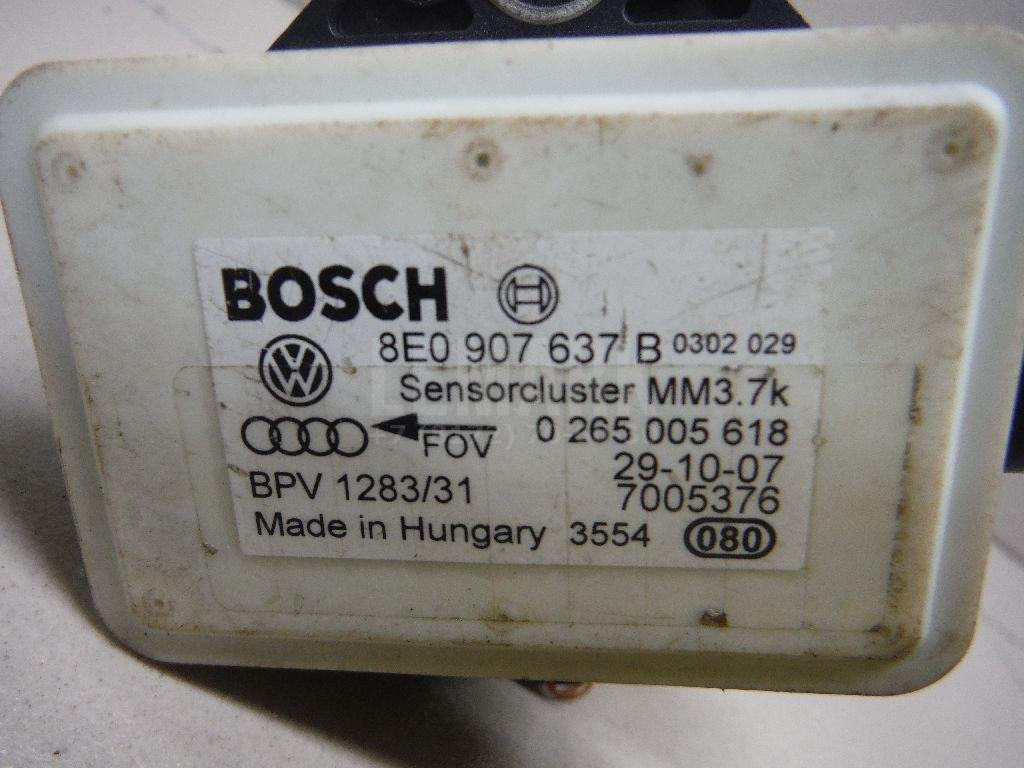 BOSCH
8E0 907 637 B 0302 029
Sensorcluster MM3.7k
FOV 0 265 005 618
29-10-07
BPV 1283/31 7005376
Made in Hungary 3554 080